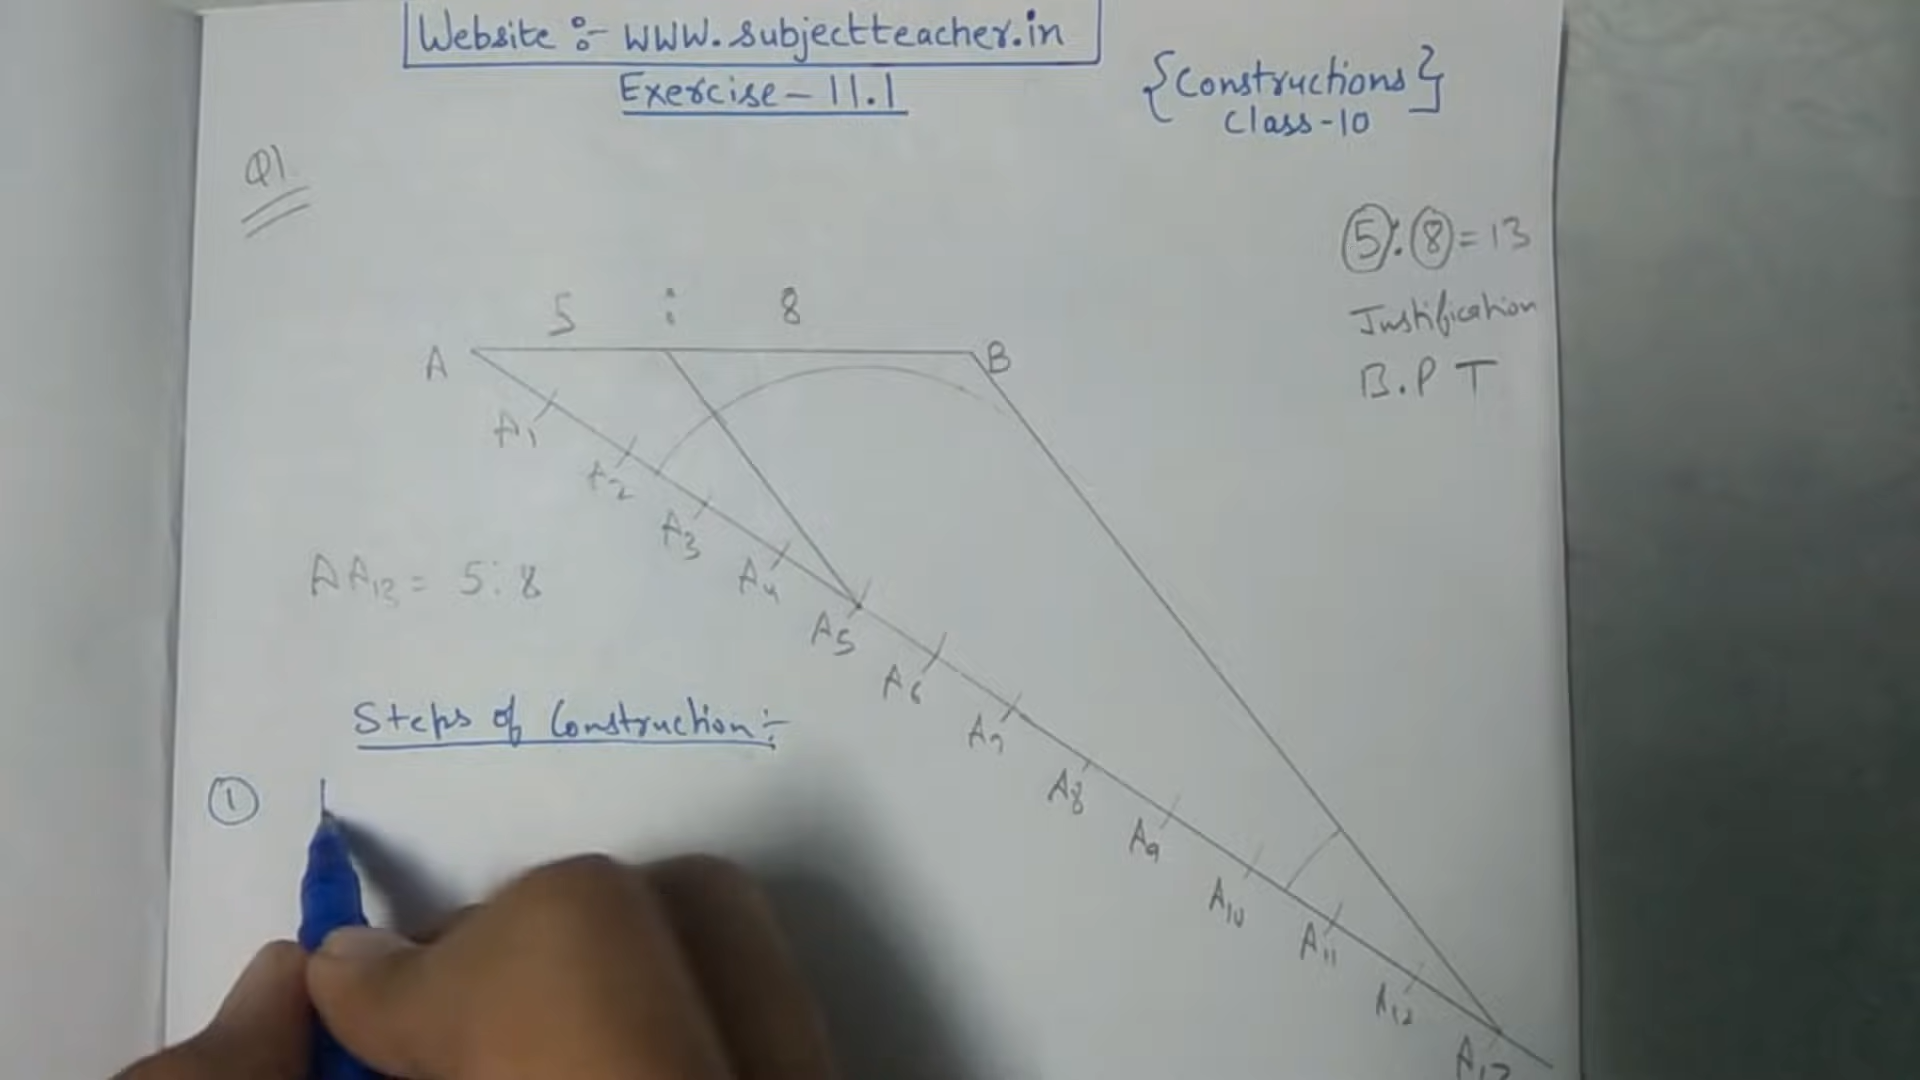 Website :- www.subjectteacher.in
Exercise - 11.1
{Constructions}
Class-10
Q1.
5 : 8 = 13
Justification
B.P T
5 : 8
A
B
A1
A2
A3
A4
A5
A6
A7
A8
A9
A10
A11
A12
A13
AA13 = 5:8
Steps of Construction:-
1